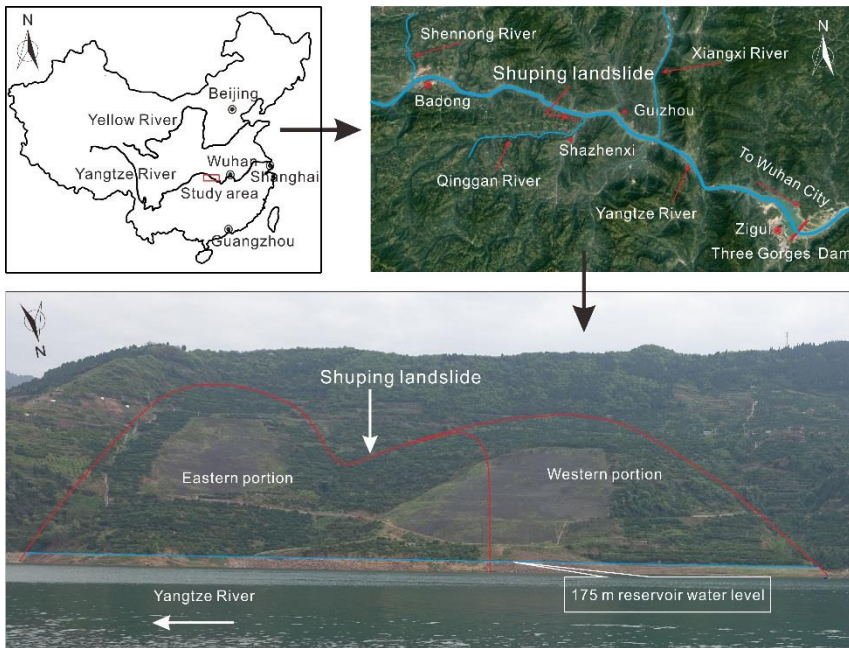 N
Beijing
Yellow River
Wuhan
Yangtze River
Shanghai
Study area
Guangzhou
N
Shennong River
Xiangxi River
Shuping landslide
Badong
Guizhou
Shazhenxi
Qinggan River
To Wuhan City
Yangtze River
Zigui
Three Gorges Dam
N
Shuping landslide
Eastern portion
Western portion
175 m reservoir water level
Yangtze River